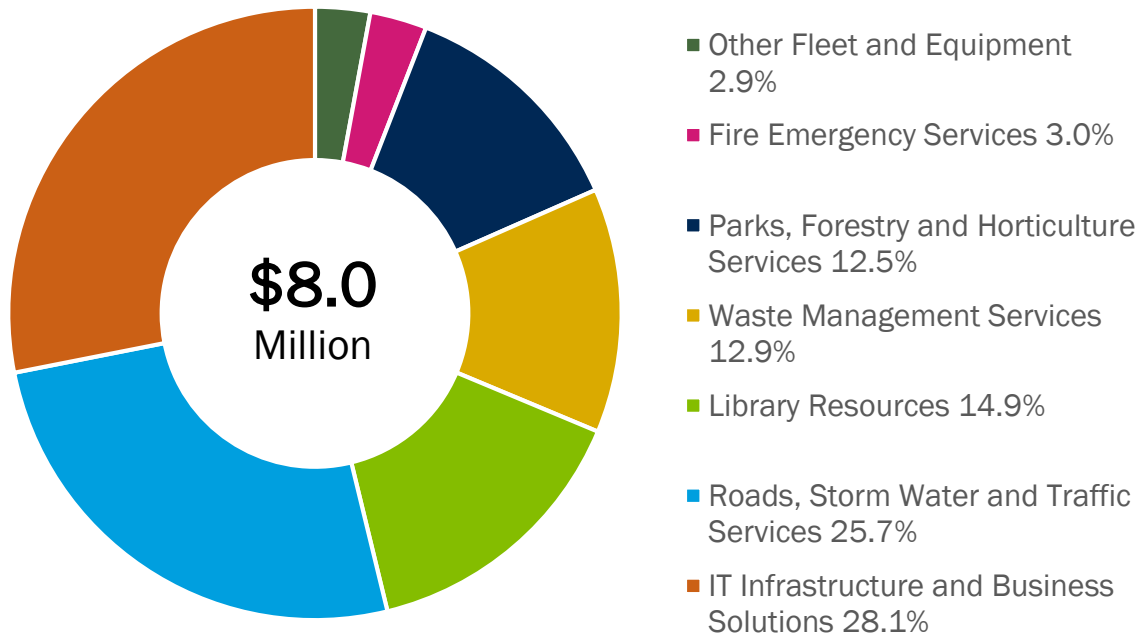 $8.0
Million
Other Fleet and Equipment
2.9%
Fire Emergency Services 3.0%
Parks, Forestry and Horticulture
Services 12.5%
Waste Management Services
12.9%
Library Resources 14.9%
Roads, Storm Water and Traffic
Services 25.7%
IT Infrastructure and Business
Solutions 28.1%